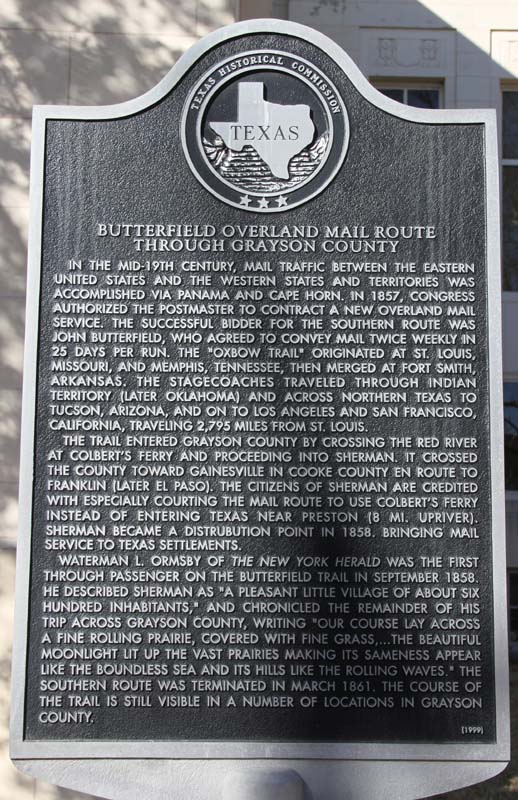 TEXAS HISTORICAL COMMISSION
TEXAS
BUTTERFIELD OVERLAND MAIL ROUTE
THROUGH GRAYSON COUNTY
IN THE MID-19TH CENTURY, MAIL TRAFFIC BETWEEN THE EASTERN
UNITED STATES AND THE WESTERN STATES AND TERRITORIES WAS
ACCOMPLISHED VIA PANAMA AND CAPE HORN. IN 1857, CONGRESS
AUTHORIZED THE POSTMASTER TO CONTRACT A NEW OVERLAND MAIL
SERVICE. THE SUCCESSFUL BIDDER FOR THE SOUTHERN ROUTE WAS
JOHN BUTTERFIELD, WHO AGREED TO CONVEY MAIL TWICE WEEKLY IN
25 DAYS PER RUN. THE "OXBOW TRAIL" ORIGINATED AT ST. LOUIS,
MISSOURI, AND MEMPHIS, TENNESSEE, THEN MERGED AT FORT SMITH,
ARKANSAS. THE STAGECOACHES TRAVELED THROUGH INDIAN
TERRITORY (LATER OKLAHOMA) AND ACROSS NORTHERN TEXAS TO
TUCSON, ARIZONA, AND ON TO LOS ANGELES AND SAN FRANCISCO,
CALIFORNIA, TRAVELING 2,795 MILES FROM ST. LOUIS.
THE TRAIL ENTERED GRAYSON COUNTY BY CROSSING THE RED RIVER
AT COLBERT'S FERRY AND PROCEEDING INTO SHERMAN. IT CROSSED
THE COUNTY TOWARD GAINESVILLE IN COOKE COUNTY EN ROUTE TO
FRANKLIN (LATER EL PASO). THE CITIZENS OF SHERMAN ARE CREDITED
WITH ESPECIALLY COURTING THE MAIL ROUTE TO USE COLBERT'S FERRY
INSTEAD OF ENTERING TEXAS NEAR PRESTON (8 MI. UPRIVER).
SHERMAN BECAME A DISTRUBUTION POINT IN 1858. BRINGING MAIL
SERVICE TO TEXAS SETTLEMENTS.
WATERMAN L. ORMSBY OF THE NEW YORK HERALD WAS THE FIRST
THROUGH PASSENGER ON THE BUTTERFIELD TRAIL IN SEPTEMBER 1858.
HE DESCRIBED SHERMAN AS "A PLEASANT LITTLE VILLAGE OF ABOUT SIX
HUNDRED INHABITANTS," AND CHRONICLED THE REMAINDER OF HIS
TRIP ACROSS GRAYSON COUNTY, WRITING "OUR COURSE LAY ACROSS
A FINE ROLLING PRAIRIE, COVERED WITH FINE GRASS,...THE BEAUTIFUL
MOONLIGHT LIT UP THE VAST PRAIRIES MAKING ITS SAMENESS APPEAR
LIKE THE BOUNDLESS SEA AND ITS HILLS LIKE THE ROLLING WAVES." THE
SOUTHERN ROUTE WAS TERMINATED IN MARCH 1861. THE COURSE OF
THE TRAIL IS STILL VISIBLE IN A NUMBER OF LOCATIONS IN GRAYSON
COUNTY.
(1999)